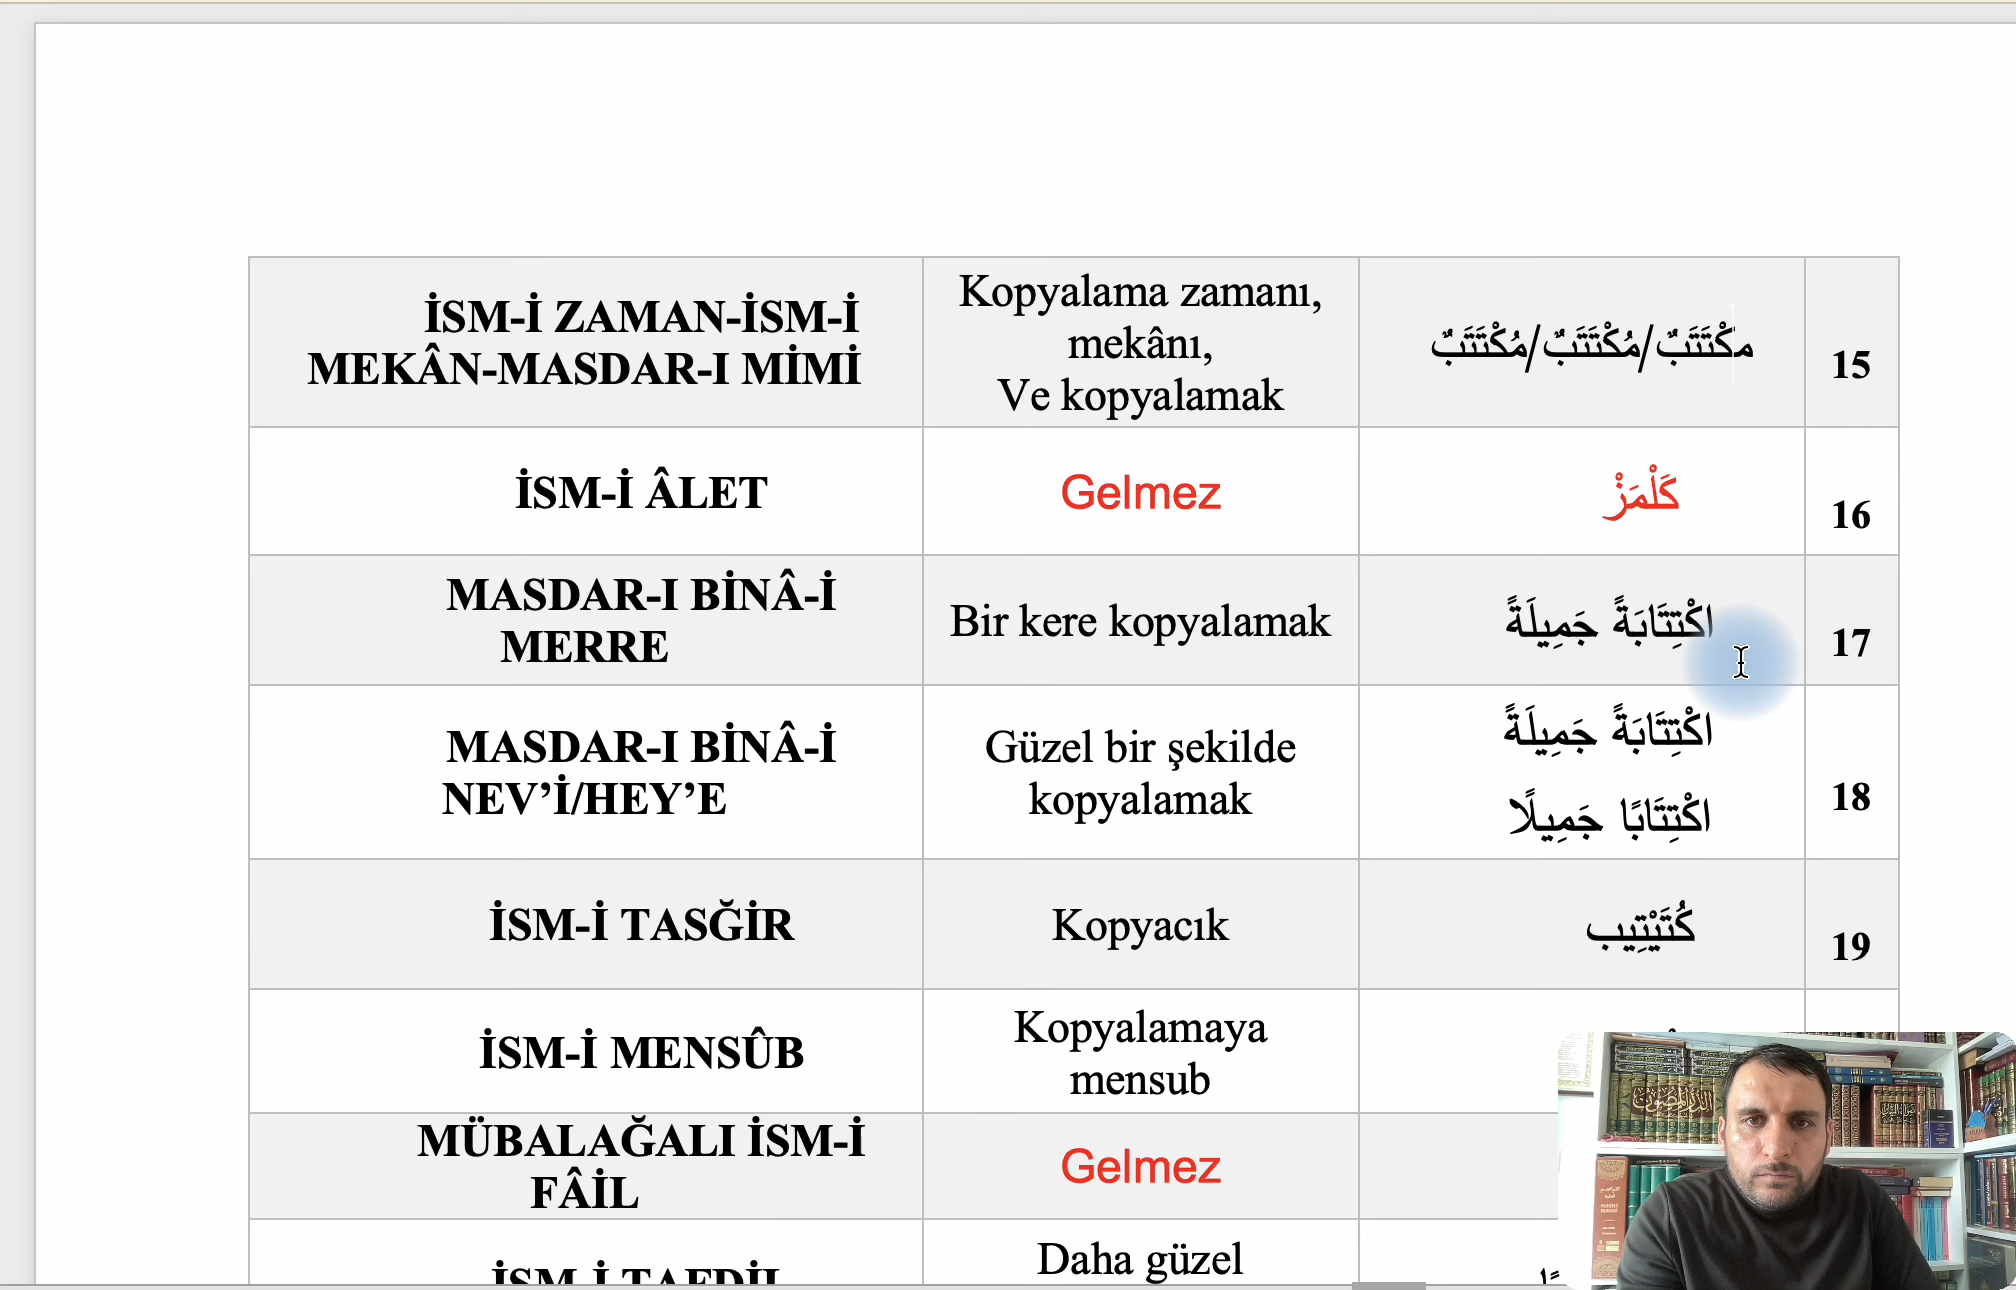 İSM-İ ZAMAN-İSM-İ
MEKÂN-MASDAR-I MİMİ
Kopyalama zamanı,
mekânı,
Ve kopyalamak
مكْتَتَبٌ/مُكْتَتَبٌ/مُكْتَتَبٌ
15
İSM-İ ÂLET
Gelmez
كَلْمَزْ
16
MASDAR-I BİNÂ-İ
MERRE
Bir kere kopyalamak
اكْتِتَابَةً جَمِيلَةً
17
MASDAR-I BİNÂ-İ
NEV’İ/HEY’E
Güzel bir şekilde
kopyalamak
اكْتِتَابَةً جَمِيلَةً
اكْتِتَابًا جَمِيلًا
18
İSM-İ TASĞİR
Kopyacık
كُتَيْتِيب
19
İSM-İ MENSÛB
Kopyalamaya
mensub
MÜBALAĞALI İSM-İ
FÂİL
Gelmez
İSM-İ TAFDİL
Daha güzel